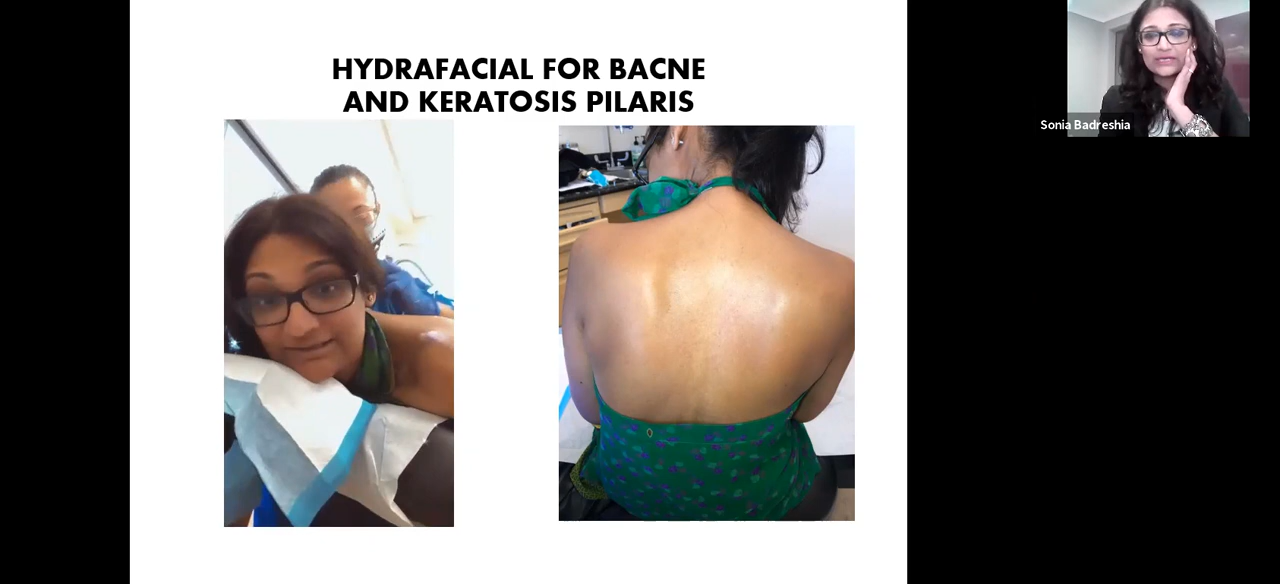 HYDRAFACIAL FOR BACNE
AND KERATOSIS PILARIS
Sonia Badreshia